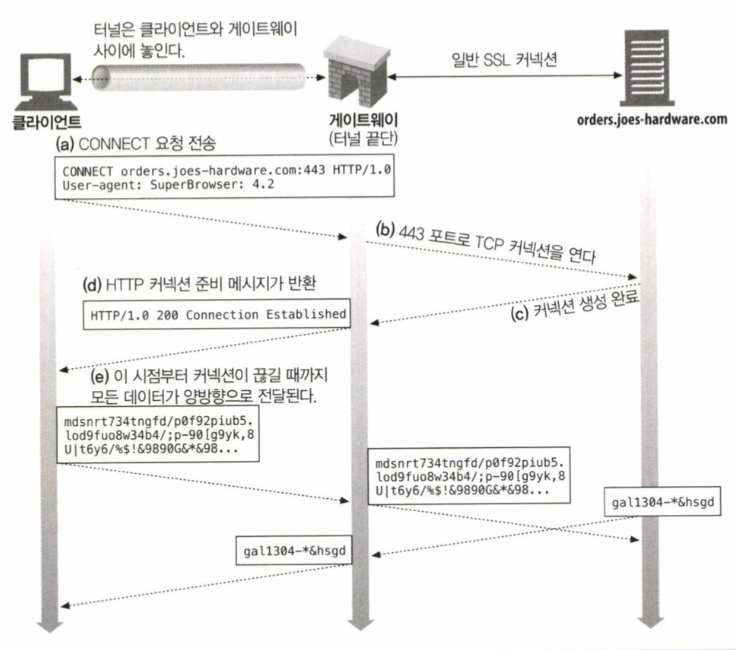 터널은 클라이언트와 게이트웨이
사이에 놓인다.
일반 SSL 커넥션
클라이언트
게이트웨이
(터널 끝단)
orders.joes-hardware.com
(a) CONNECT 요청 전송
CONNECT orders.joes-hardware.com:443 HTTP/1.0
User-agent: SuperBrowser: 4.2
(b) 443 포트로 TCP 커넥션을 연다
(c) 커넥션 생성 완료
(d) HTTP 커넥션 준비 메시지가 반환
HTTP/1.0 200 Connection Established
(e) 이 시점부터 커넥션이 끊길 때까지
모든 데이터가 양방향으로 전달된다.
mdsnrt734tngfd/p0f92piub5.
lod9fuo8w34b4/;p-90[g9yk,8
U|t6y6/%$!&9890G&*&98...
mdsnrt734tngfd/p0f92piub5.
lod9fuo8w34b4/;p-90[g9yk,8
U|t6y6/%$!&9890G&*&98...
gal1304-*&hsgd
gal1304-*&hsgd